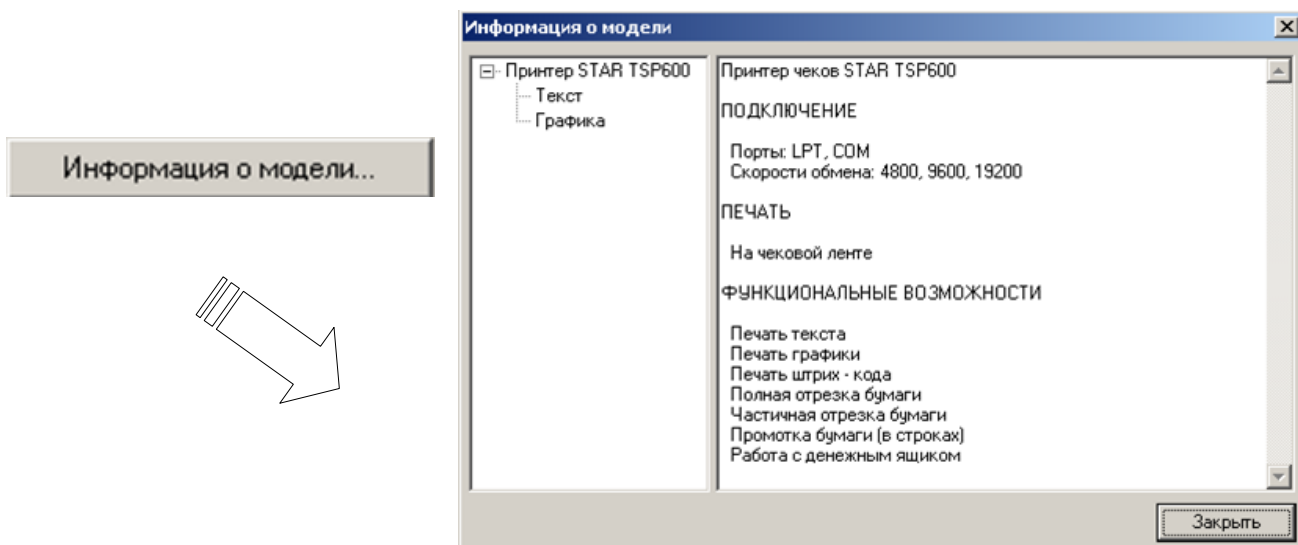 Информация о модели...
Информация о модели
Принтер STAR TSP600
Текст
Графика
Принтер чеков STAR TSP600
ПОДКЛЮЧЕНИЕ
Порты: LPT, COM
Скорости обмена: 4800, 9600, 19200
ПЕЧАТЬ
На чековой ленте
ФУНКЦИОНАЛЬНЫЕ ВОЗМОЖНОСТИ
Печать текста
Печать графики
Печать штрих - кода
Полная отрезка бумаги
Частичная отрезка бумаги
Промотка бумаги (в строках)
Работа с денежным ящиком
Закрыть